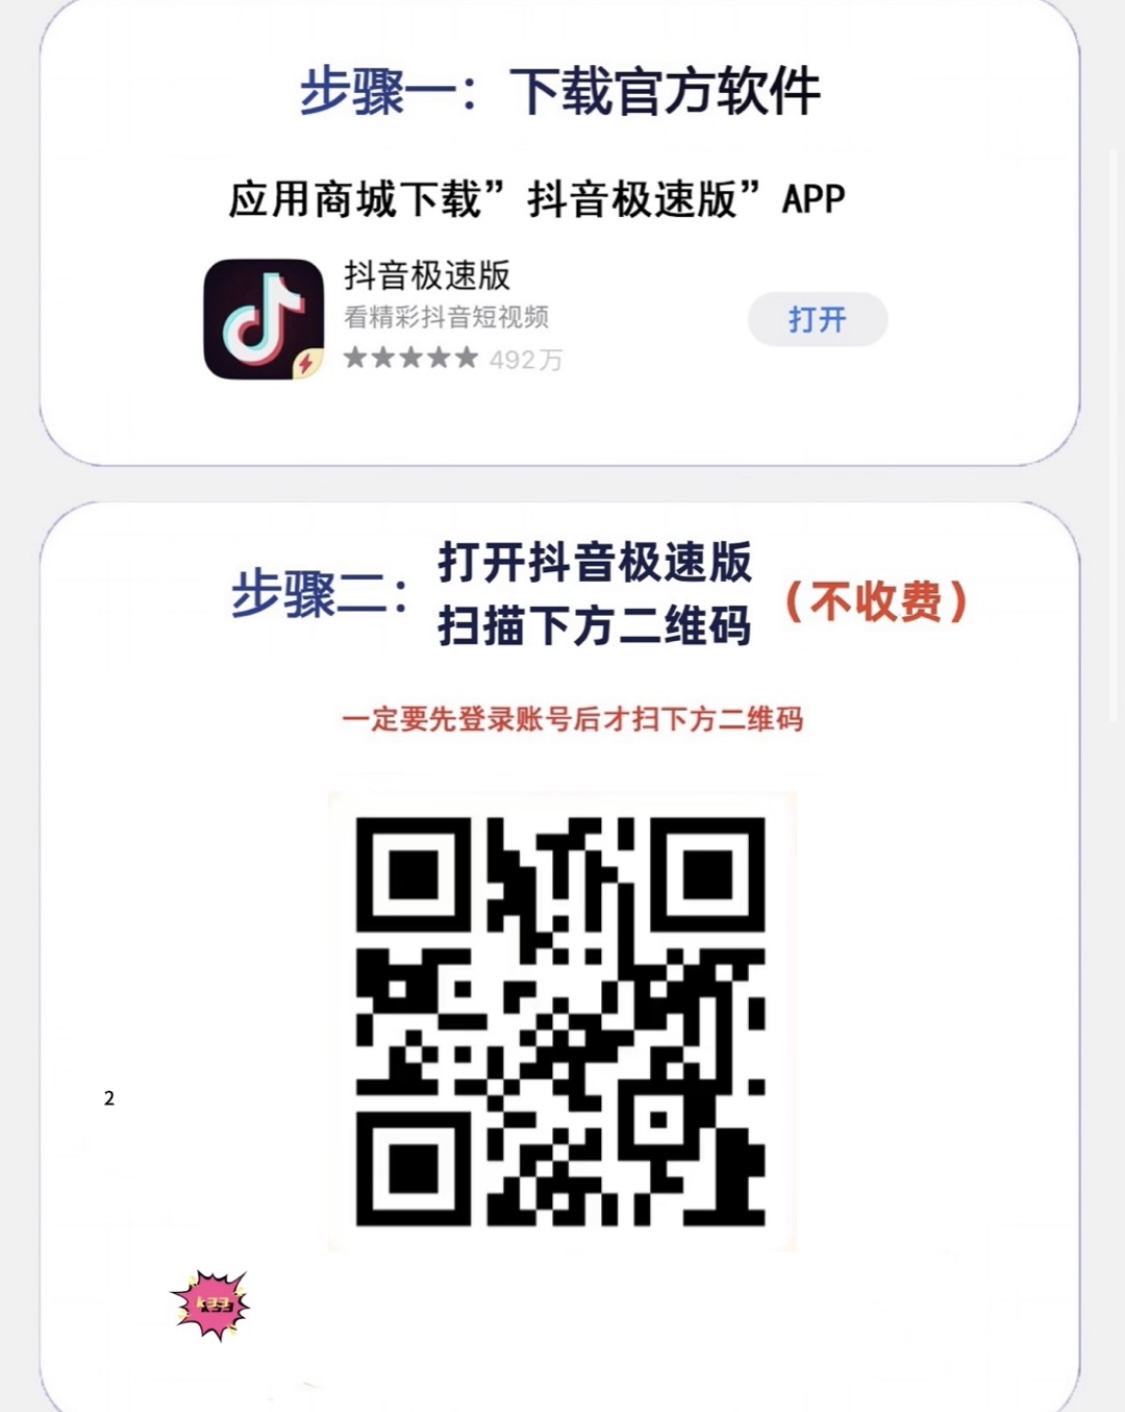 步骤一：下载官方软件
应用商城下载”抖音极速版”APP
抖音极速版
看精彩抖音短视频
492万
打开
步骤二：
打开抖音极速版
扫描下方二维码
（不收费）
一定要先登录账号后才扫下方二维码
2
k33